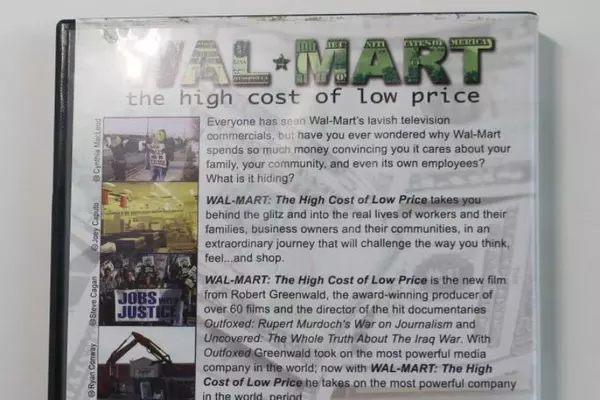 WAL★MART
the high cost of low price
Everyone has seen Wal-Mart's lavish television
commercials, but have you ever wondered why Wal-Mart
spends so much money convincing you it cares about your
family, your community, and even its own employees?
What is it hiding?
WAL-MART: The High Cost of Low Price takes you
behind the glitz and into the real lives of workers and their
families, business owners and their communities, in an
extraordinary journey that will challenge the way you think,
feel...and shop.
WAL-MART: The High Cost of Low Price is the new film
from Robert Greenwald, the award-winning producer of
over 60 films and the director of the hit documentaries
Outfoxed: Rupert Murdoch's War on Journalism and
Uncovered: The Whole Truth About The Iraq War. With
Outfoxed Greenwald took on the most powerful media
company in the world; now with WAL-MART: The High
Cost of Low Price he takes on the most powerful company
in the world, period
© Cynthia MacLeod
© Joey Caputo
© Steve Cagan
© Ryan Conway
JOBS WITH
JUSTICE